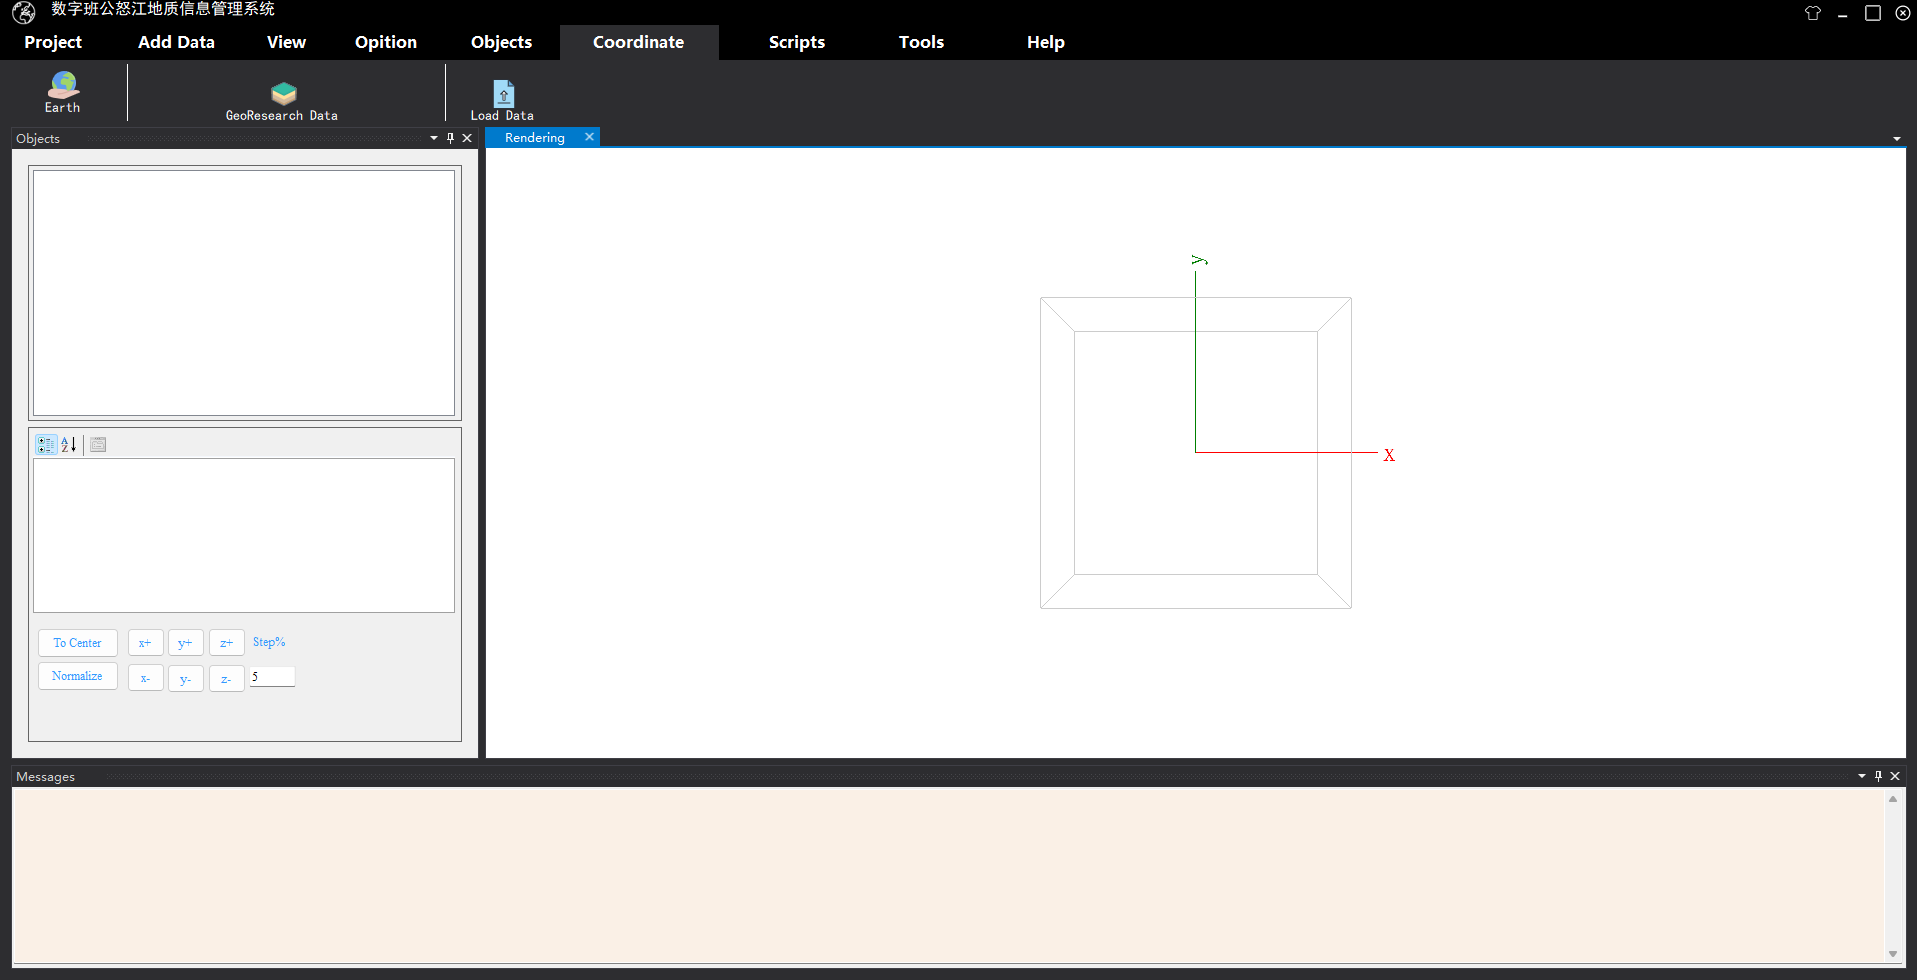 数字班公怒江地质信息管理系统
Project Add Data View Opition Objects Coordinate Scripts Tools Help
Earth
GeoResearch Data
Load Data
Objects
Rendering
y
X
A
Z
To Center x+ y+ z+ Step%
Normalize x- y- z- 5
Messages